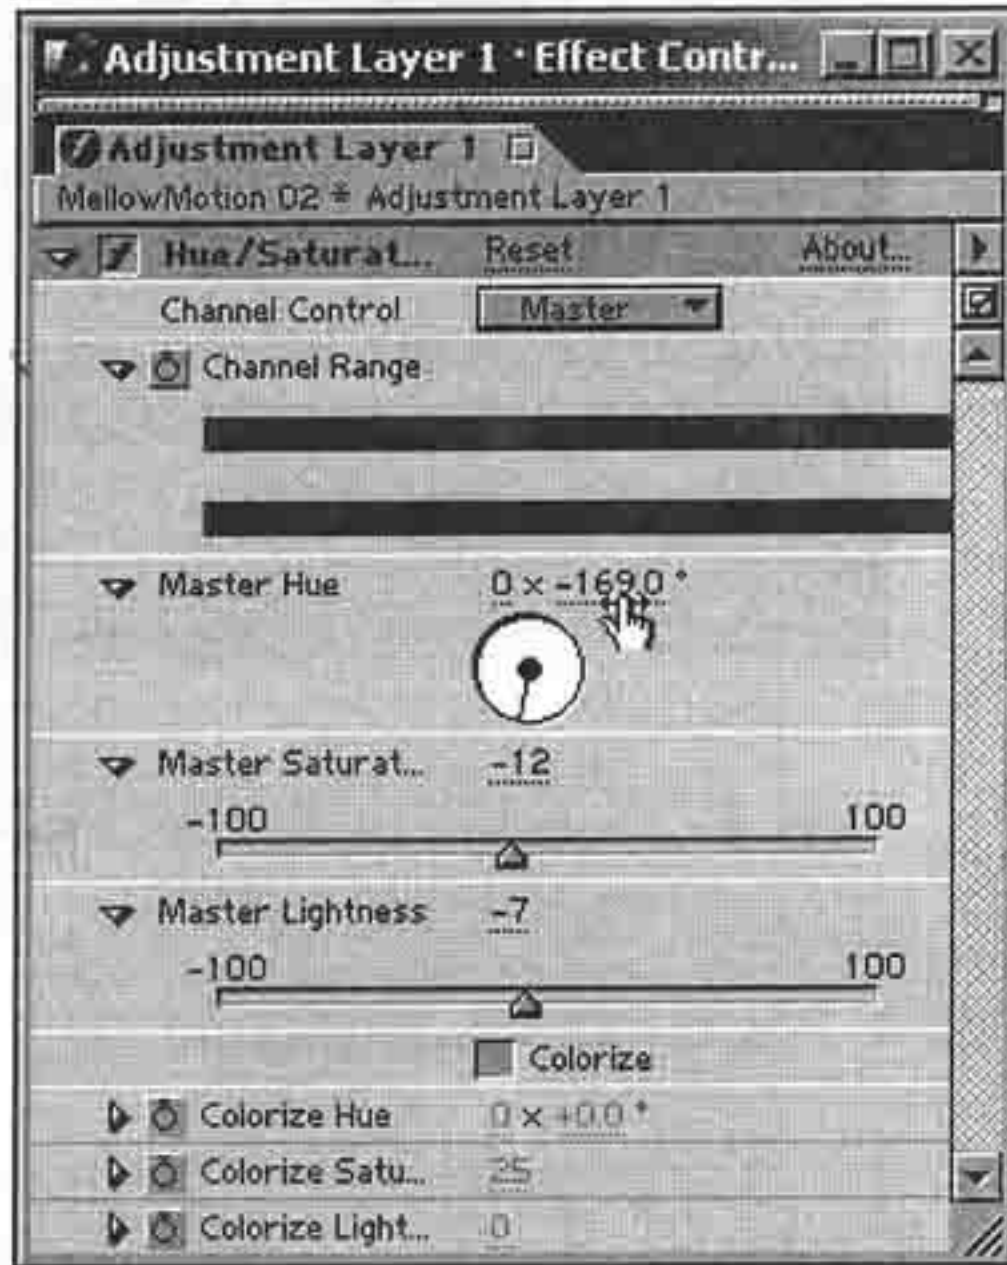 Adjustment Layer 1 • Effect Contr...
Adjustment Layer 1
MellowMotion 02 * Adjustment Layer 1
Hue/Saturat... Reset About...
Channel Control Master
Channel Range
Master Hue 0 x -169.0 °
Master Saturat... -12
-100 100
Master Lightness -7
-100 100
Colorize
Colorize Hue 0 x +0.0 °
Colorize Satu... 25
Colorize Light... 0